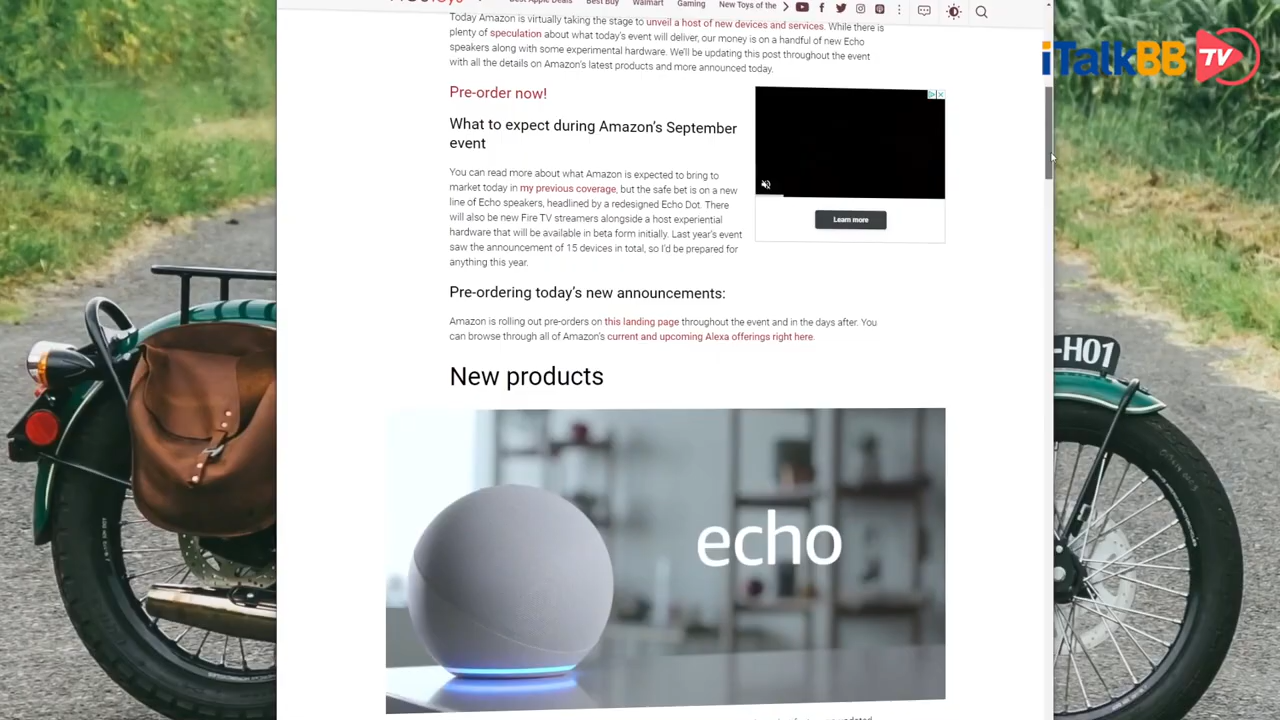 Best Buy Walmart Gaming New Toys of the
Today Amazon is virtually taking the stage to unveil a host of new devices and services. While there is
plenty of speculation about what today's event will deliver, our money is on a handful of new Echo
speakers along with some experimental hardware. We'll be updating this post throughout the event
with all the details on Amazon's latest products and more announced today.
Pre-order now!
What to expect during Amazon's September
event
You can read more about what Amazon is expected to bring to
market today in my previous coverage, but the safe bet is on a new
line of Echo speakers, headlined by a redesigned Echo Dot. There
will also be new Fire TV streamers alongside a host experiential
hardware that will be available in beta form initially. Last year's event
saw the announcement of 15 devices in total, so I'd be prepared for
anything this year.
Learn more
Pre-ordering today's new announcements:
Amazon is rolling out pre-orders on this landing page throughout the event and in the days after. You
can browse through all of Amazon's current and upcoming Alexa offerings right here.
New products
echo
iTalkBB TV
-H01